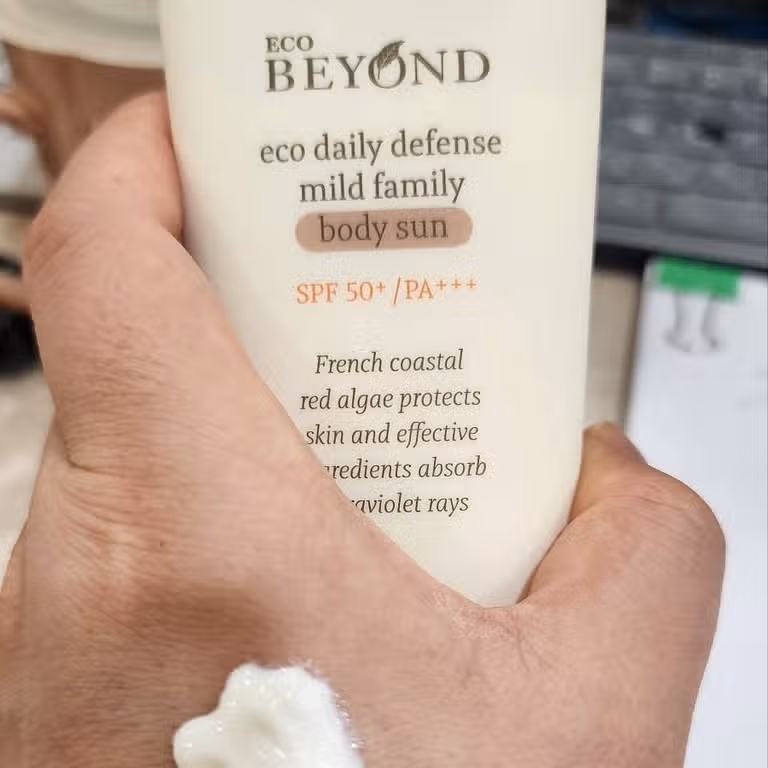 ECO
BEYOND
eco daily defense
mild family
body sun
SPF 50+ /PA+++
French coastal
red algae protects
skin and effective
absorb
rays